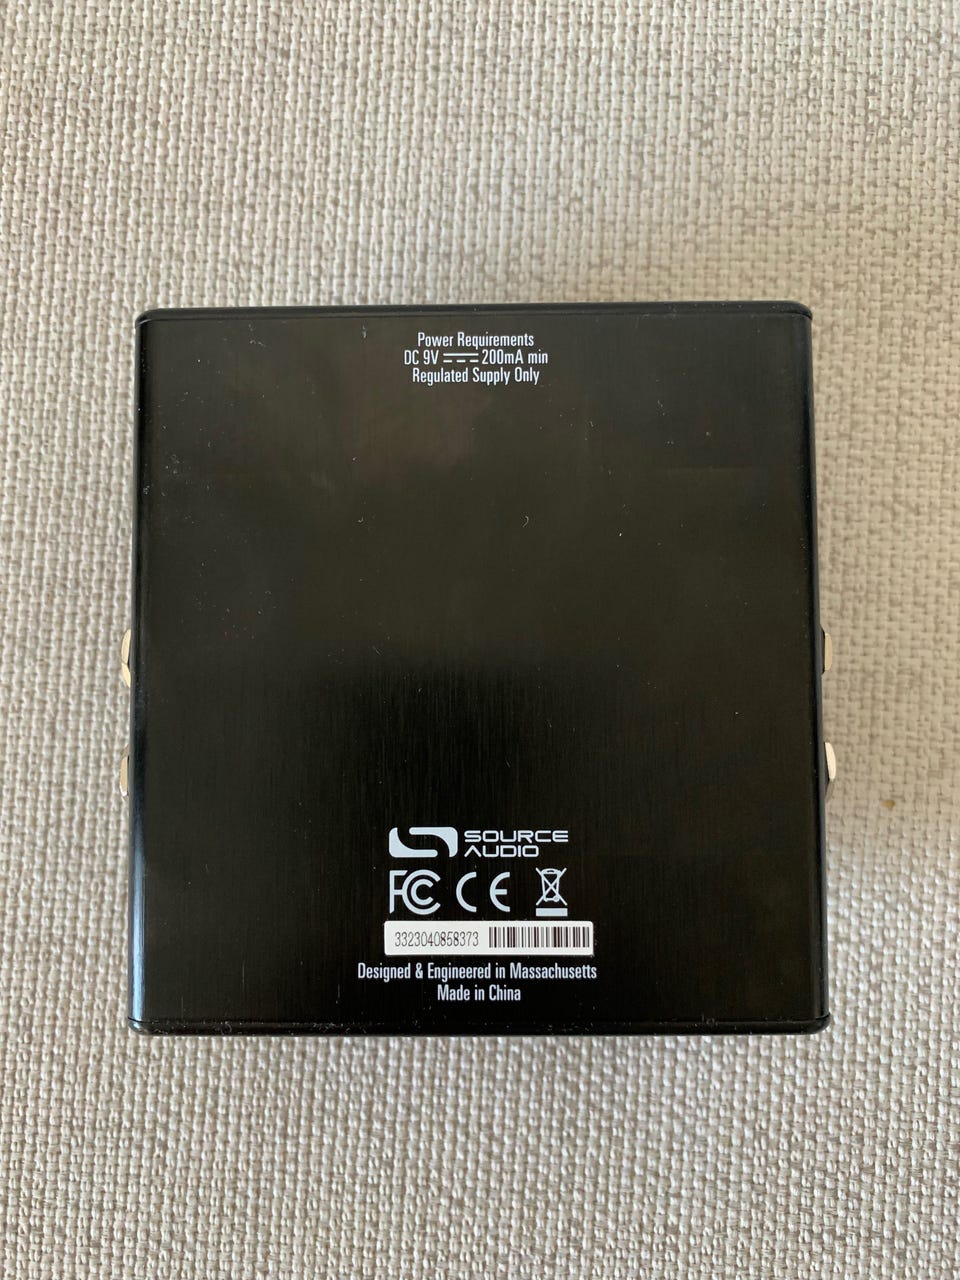 Power Requirements
DC 9V ⎓ 200mA min
Regulated Supply Only
SOURCE
AUDIO
FC CE
3323040858373
Designed & Engineered in Massachusetts
Made in China